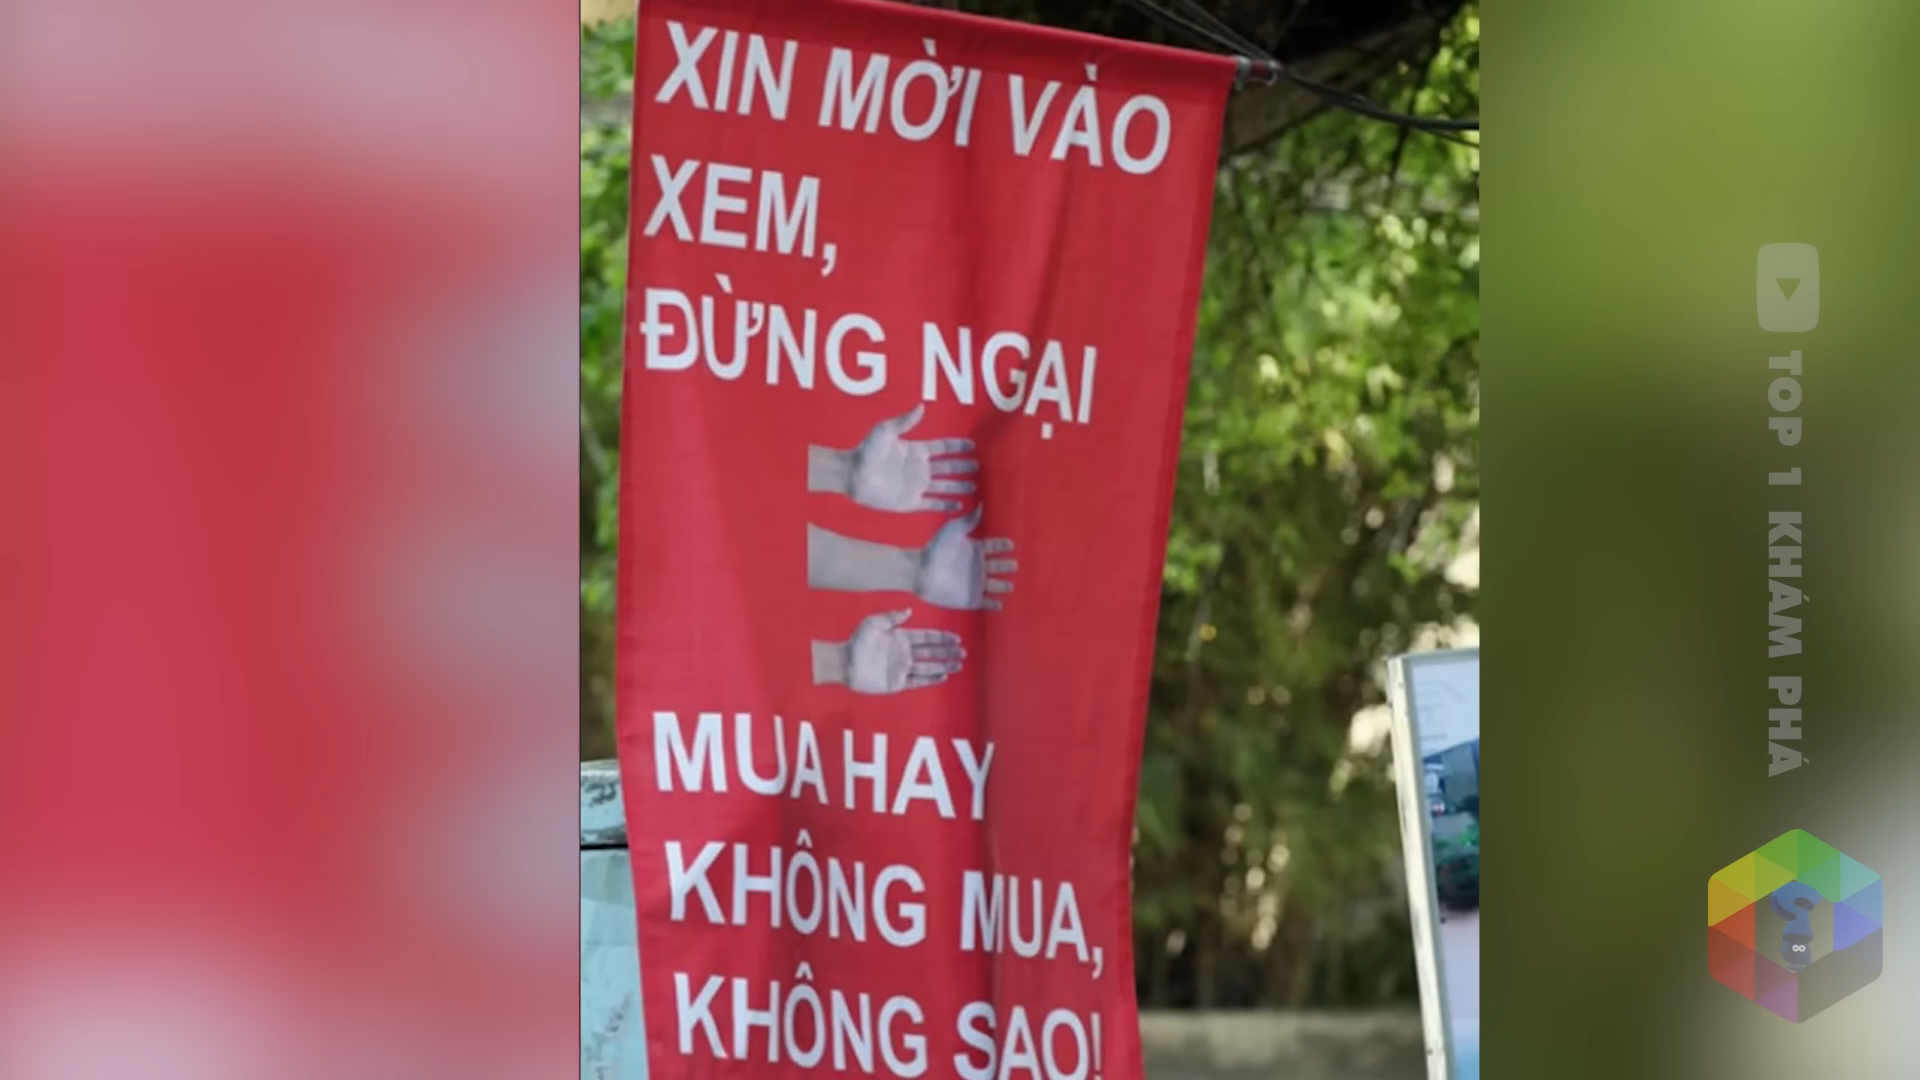 XIN MỜI VÀO
XEM,
ĐỪNG NGẠI
MUA HAY
KHÔNG MUA,
KHÔNG SAO!
TOP 1 KHÁM PHÁ